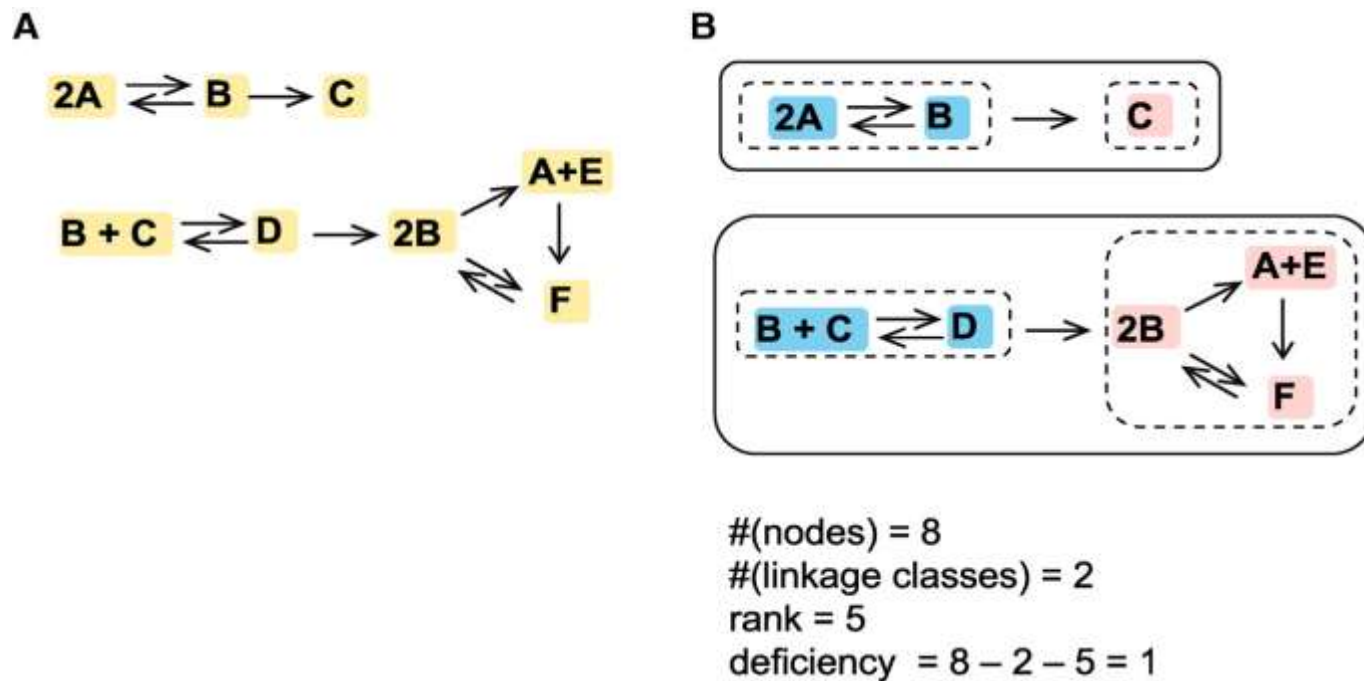 A
2A B C
A+E
B + C D 2B
F
B
2A B C
A+E
B + C D 2B
F
#(nodes) = 8
#(linkage classes) = 2
rank = 5
deficiency = 8 – 2 – 5 = 1